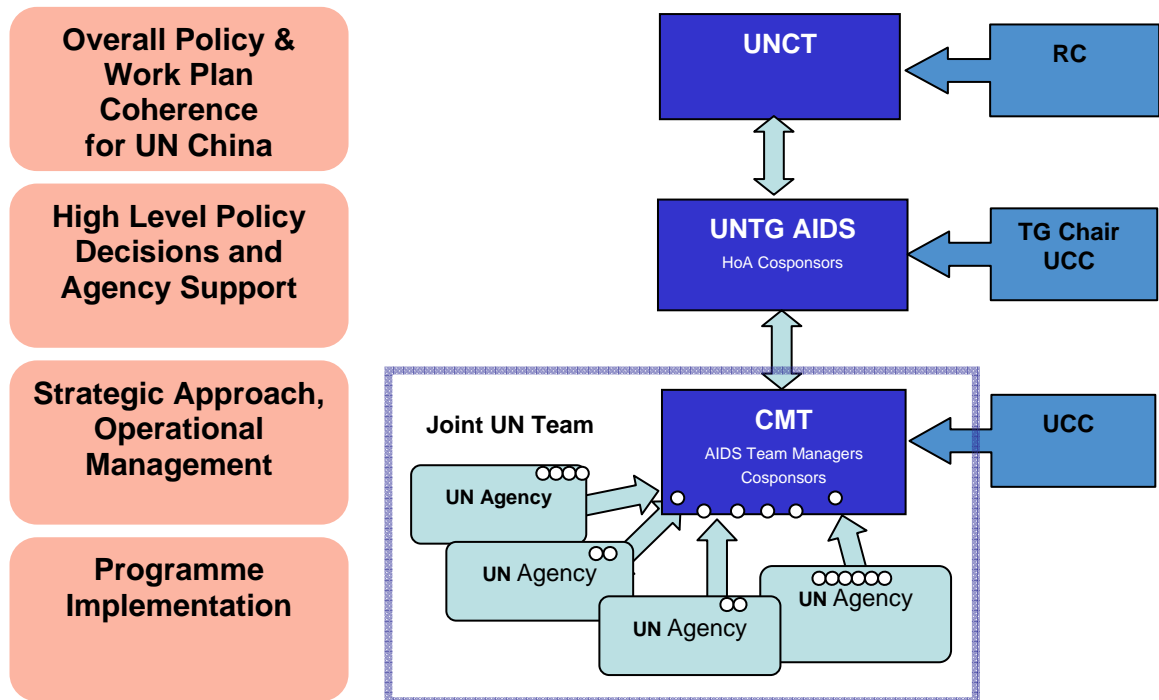 Overall Policy &
Work Plan
Coherence
for UN China
UNCT
RC
High Level Policy
Decisions and
Agency Support
UNTG AIDS
HoA Cosponsors
TG Chair
UCC
Strategic Approach,
Operational
Management
Joint UN Team
CMT
AIDS Team Managers
Cosponsors
UCC
UN Agency
UN Agency
UN Agency
UN Agency
Programme
Implementation